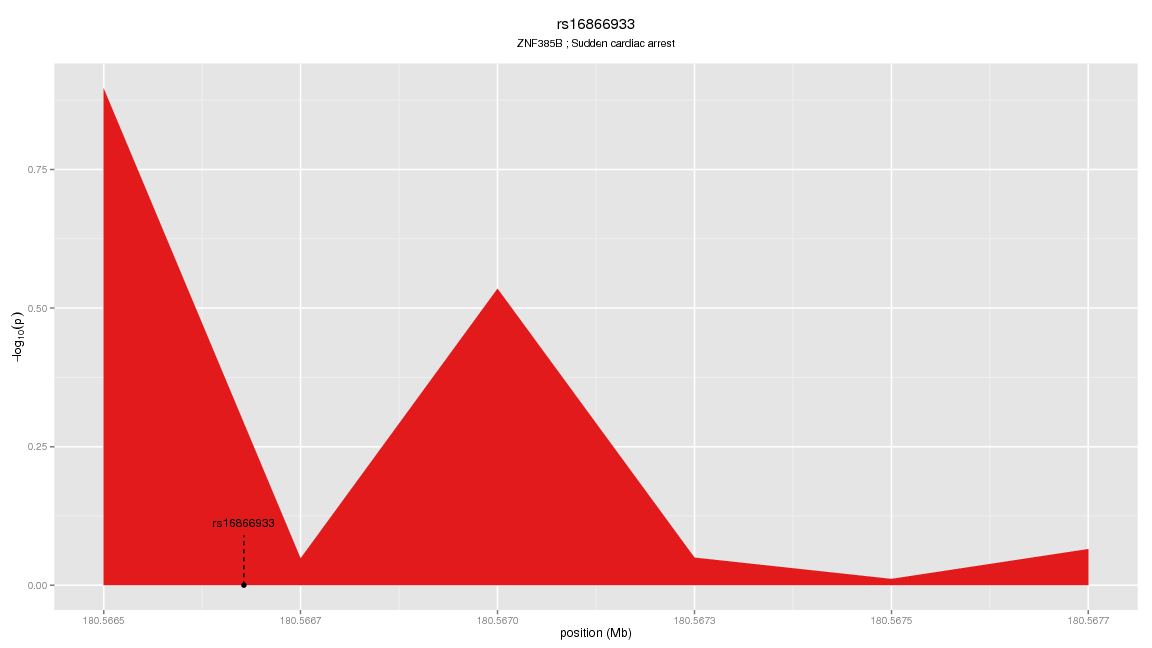 rs16866933
ZNF385B ; Sudden cardiac arrest
−log10(p)
0.75
0.50
0.25
0.00
rs16866933
180.5665 180.5667 180.5670 180.5673 180.5675 180.5677
position (Mb)